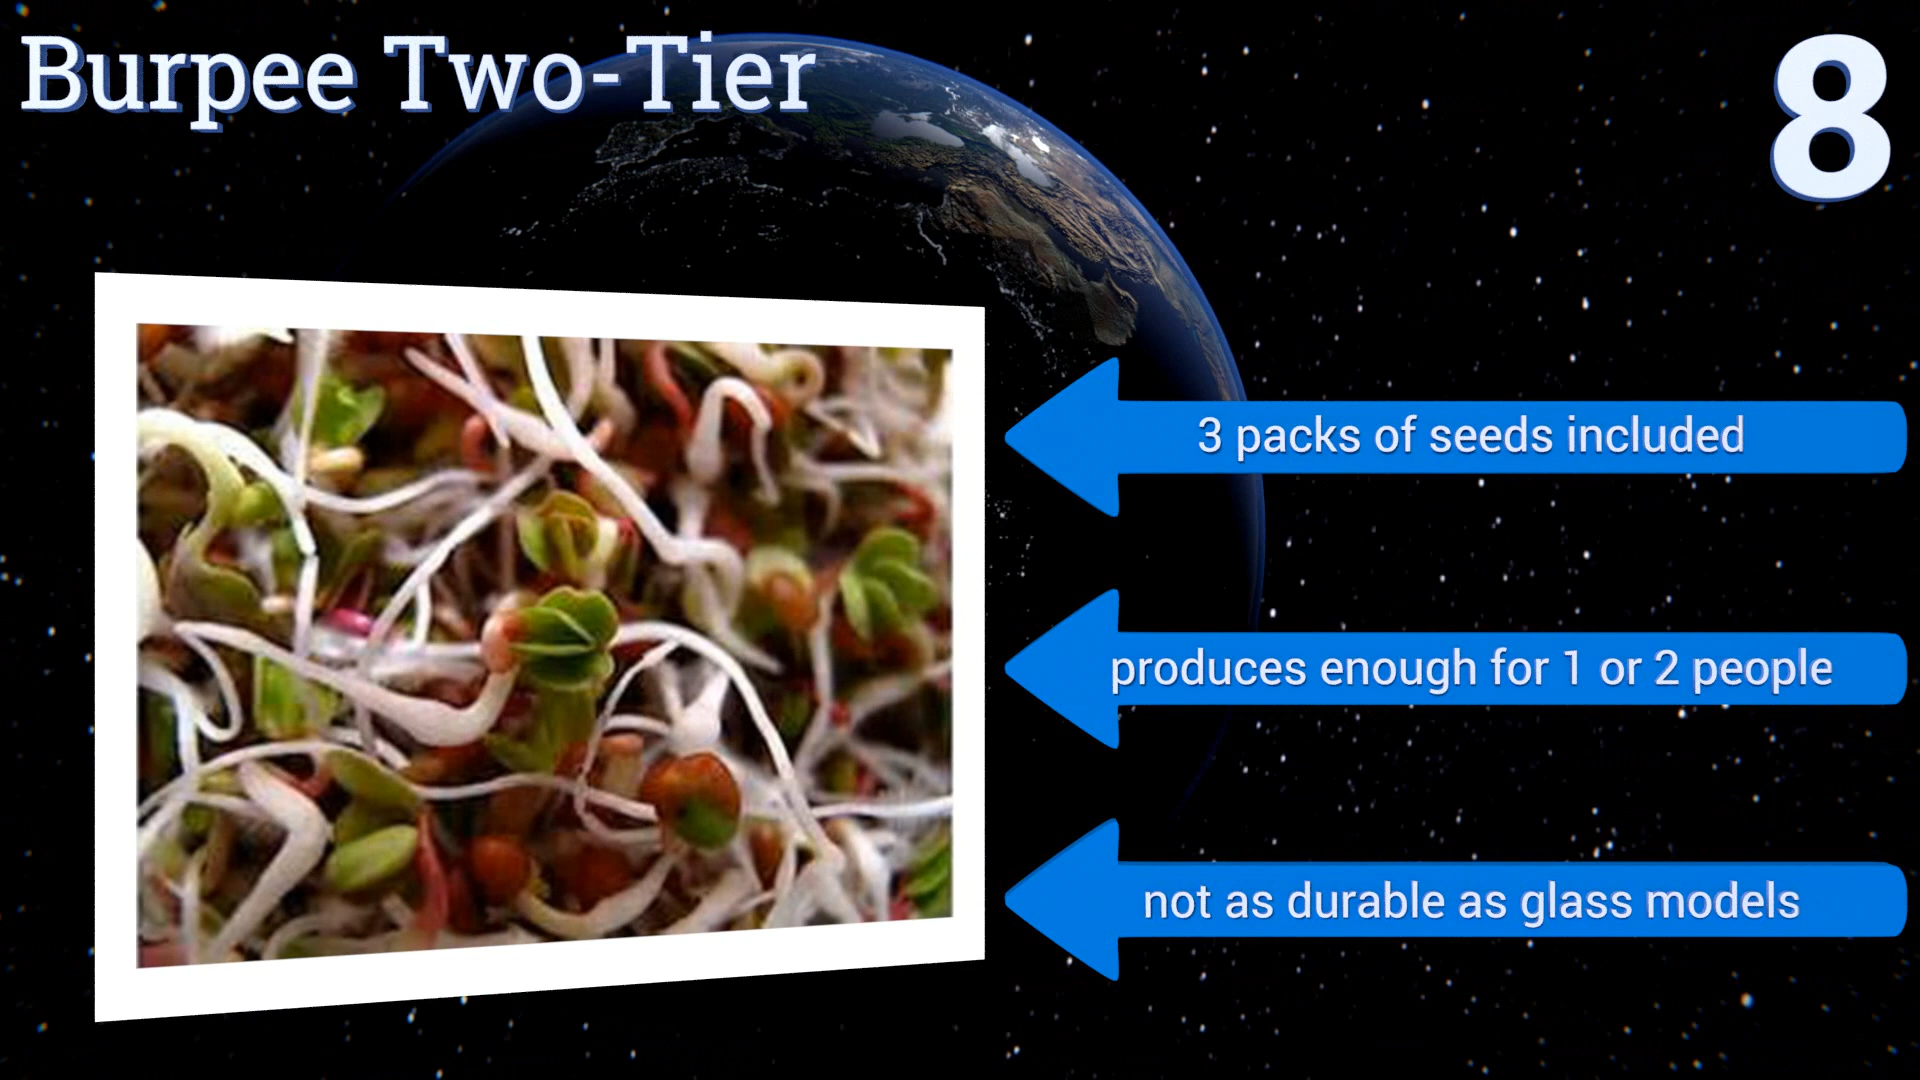 Burpee Two-Tier
8
3 packs of seeds included
produces enough for 1 or 2 people
not as durable as glass models